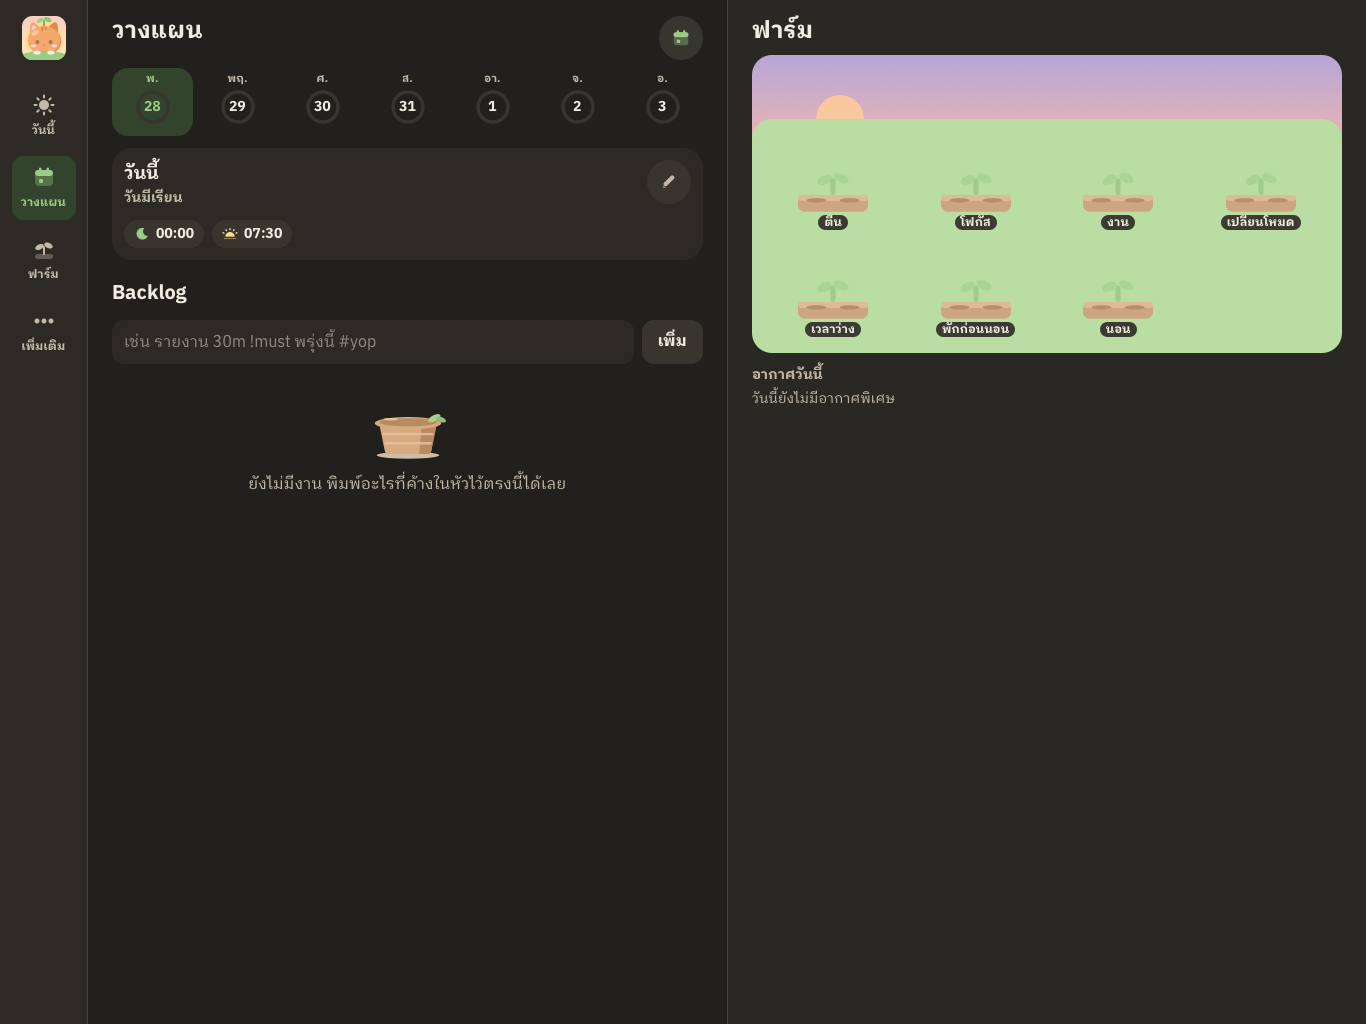 วันนี้
วางแผน
ฟาร์ม
เพิ่มเติม
วางแผน
พ. พฤ. ศ. ส. อา. จ. อ.
28 29 30 31 1 2 3
วันนี้
วันมีเรียน
00:00 07:30
Backlog
เช่น รายงาน 30m !must พรุ่งนี้ #yop
เพิ่ม
ยังไม่มีงาน พิมพ์อะไรที่ค้างในหัวไว้ตรงนี้ได้เลย
ฟาร์ม
ตื่น โฟกัส งาน เปลี่ยนโหมด
เวลาว่าง พักก่อนนอน นอน
อากาศวันนี้
วันนี้ยังไม่มีอากาศพิเศษ